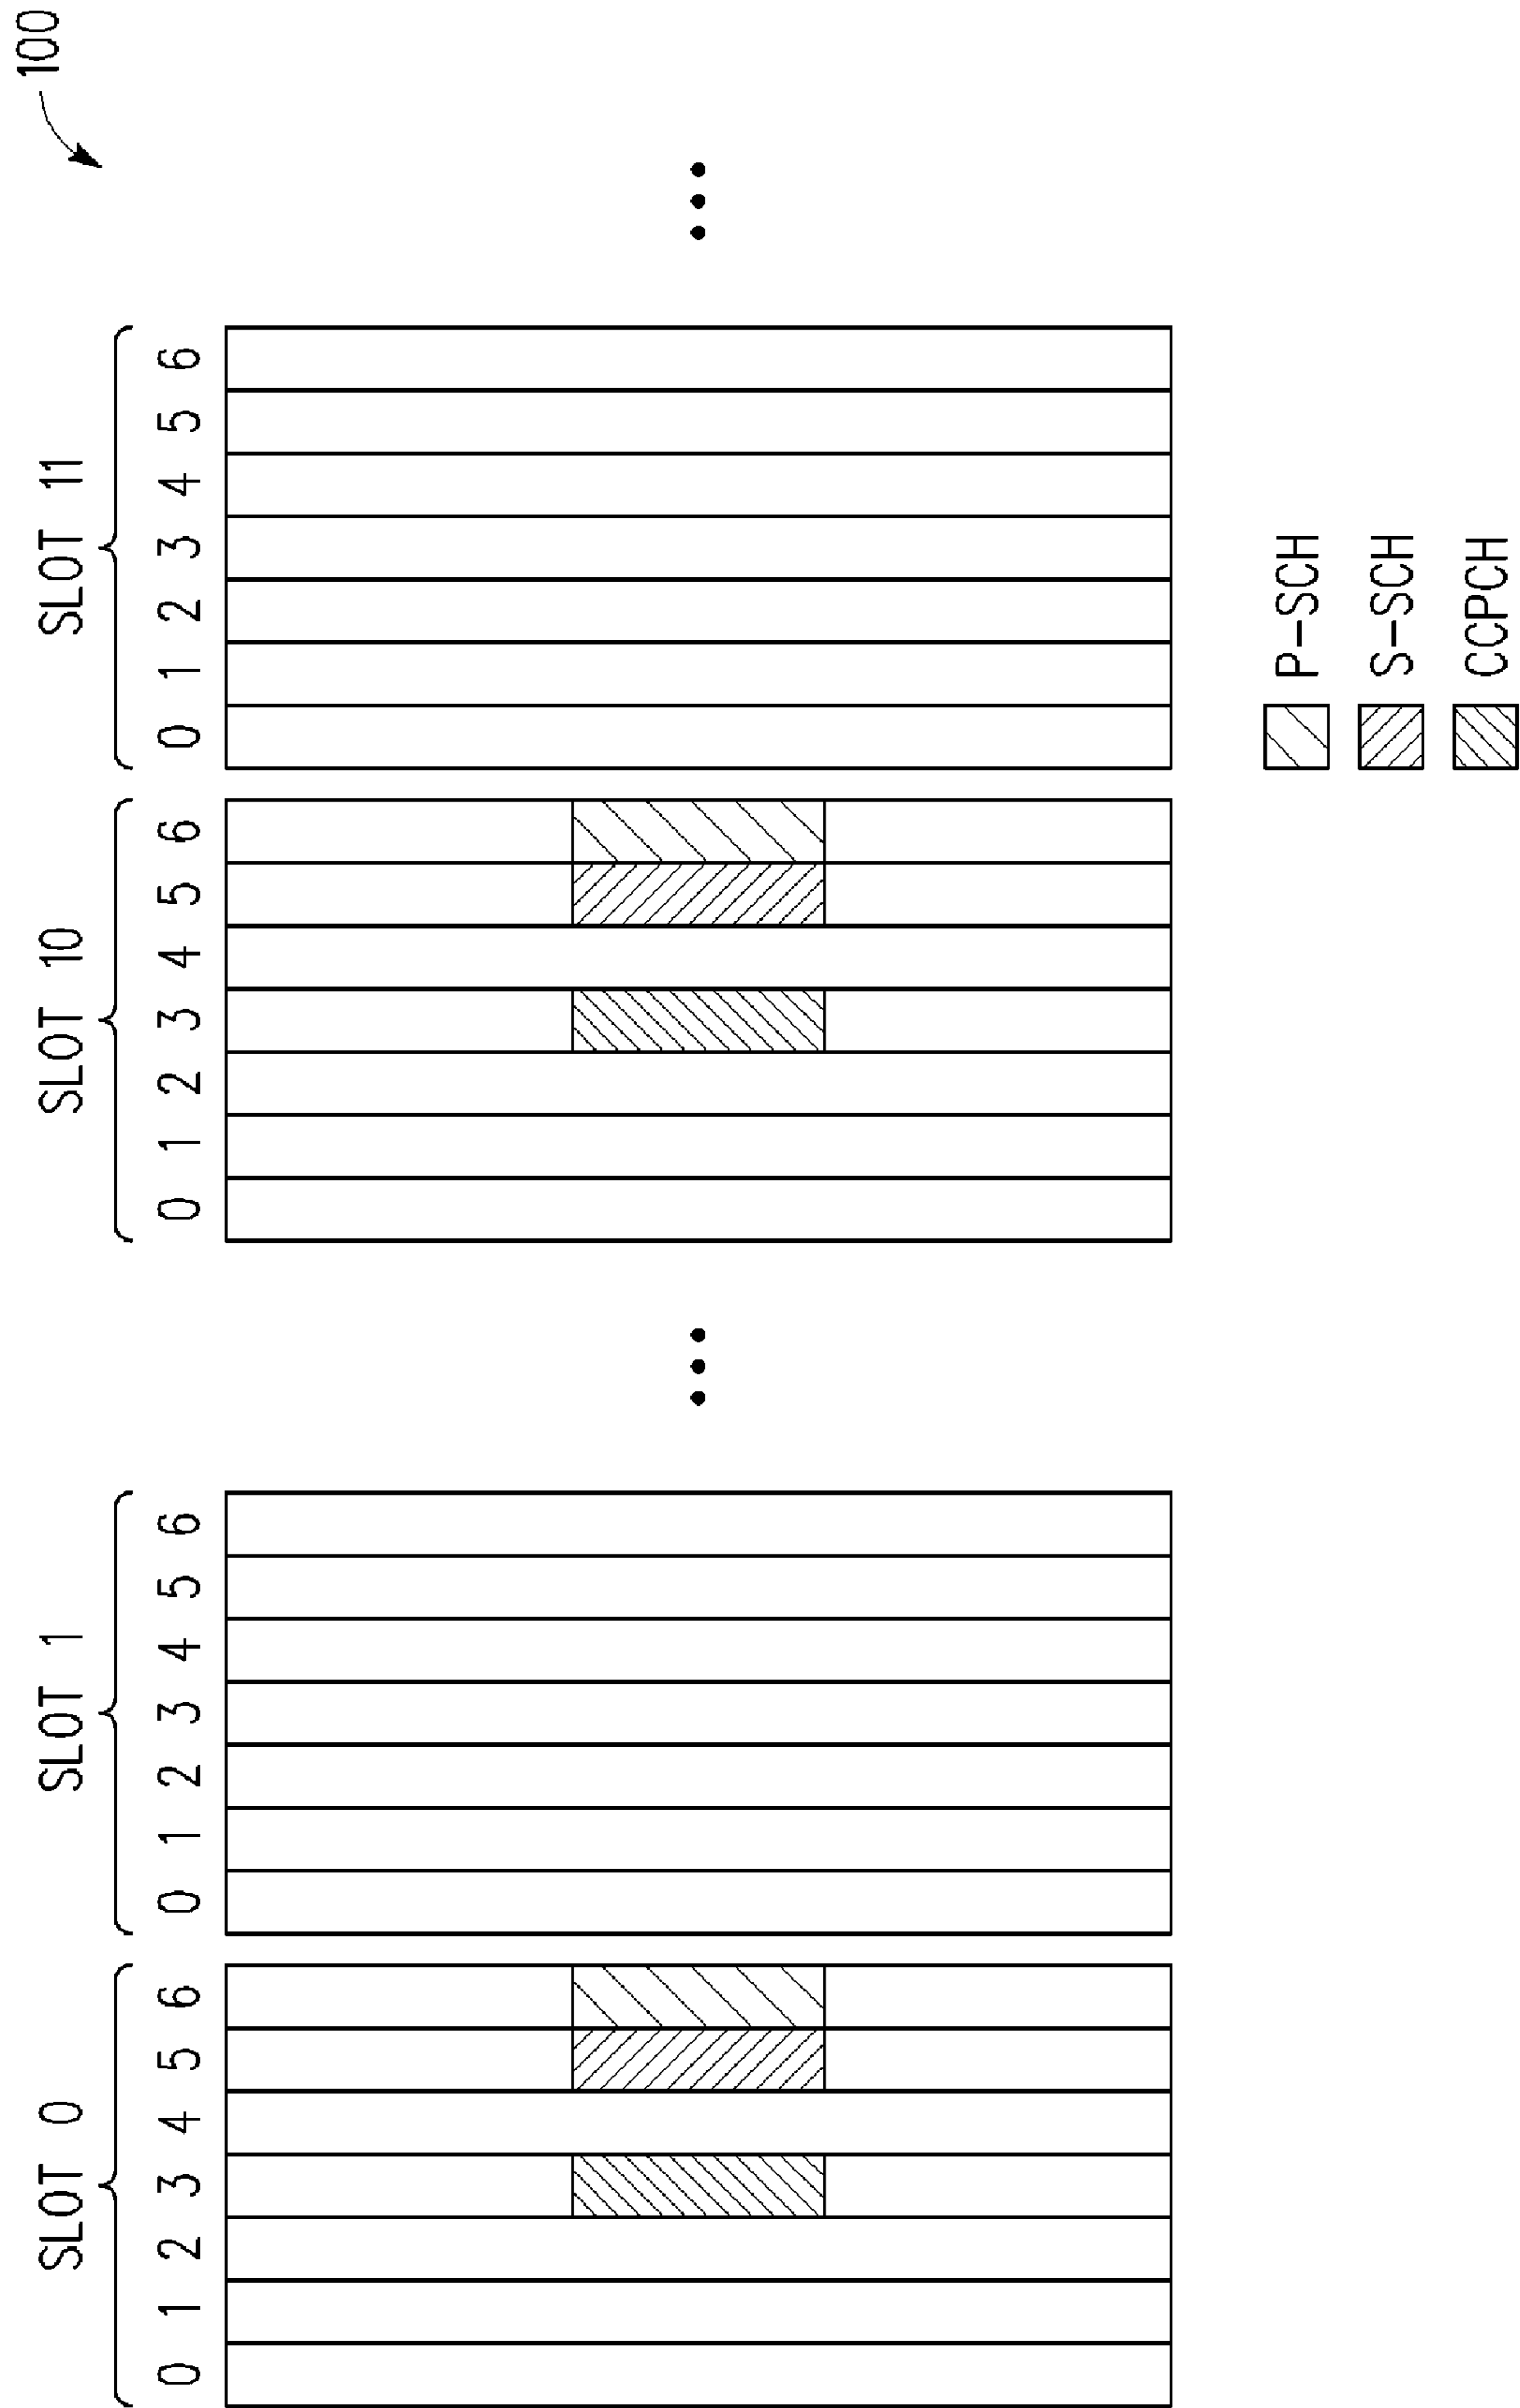 100
SLOT 0
SLOT 1
SLOT 10
SLOT 11
0 1 2 3 4 5 6
0 1 2 3 4 5 6
0 1 2 3 4 5 6
0 1 2 3 4 5 6
P-SCH
S-SCH
CCPCH